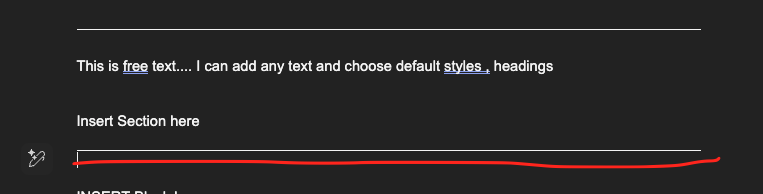 This is free text.... I can add any text and choose default styles , headings
Insert Section here